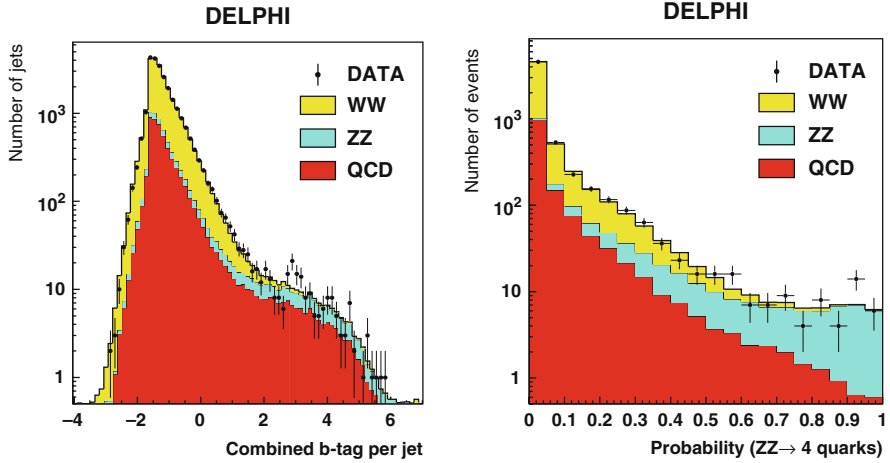 DELPHI
Number of jets
DATA
WW
ZZ
QCD
10³
10²
10
1
−4 −2 0 2 4 6
Combined b-tag per jet
DELPHI
Number of events
DATA
WW
ZZ
QCD
10³
10²
10
1
0 0.1 0.2 0.3 0.4 0.5 0.6 0.7 0.8 0.9 1
Probability (ZZ→ 4 quarks)